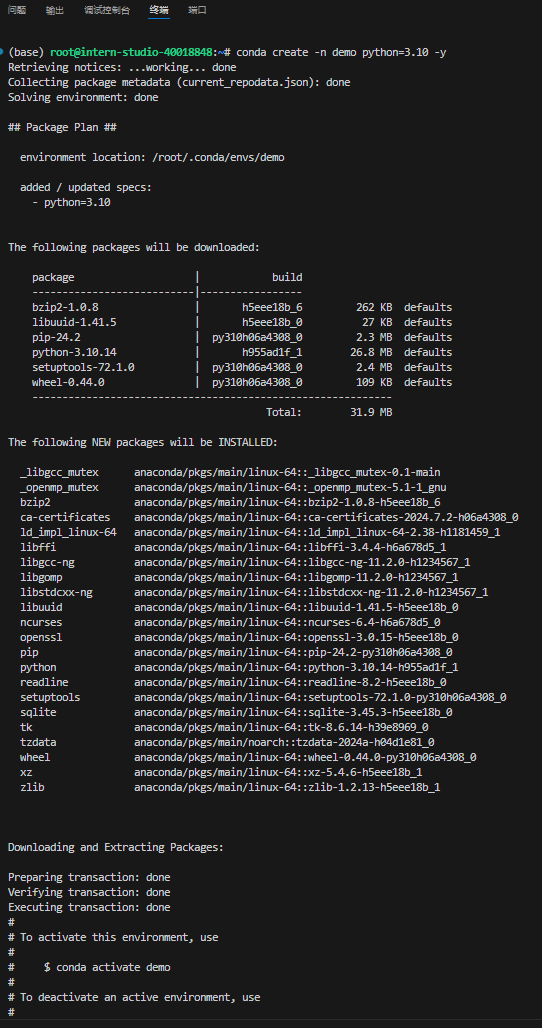 问题 输出 调试控制台 终端 端口
(base) root@intern-studio-40018848:~# conda create -n demo python=3.10 -y
Retrieving notices: ...working... done
Collecting package metadata (current_repodata.json): done
Solving environment: done
## Package Plan ##
environment location: /root/.conda/envs/demo
added / updated specs:
- python=3.10
The following packages will be downloaded:
package | build
---------------------------|-----------------
bzip2-1.0.8 | h5eee18b_6 262 KB defaults
libuuid-1.41.5 | h5eee18b_0 27 KB defaults
pip-24.2 | py310h06a4308_0 2.3 MB defaults
python-3.10.14 | h955ad1f_1 26.8 MB defaults
setuptools-72.1.0 | py310h06a4308_0 2.4 MB defaults
wheel-0.44.0 | py310h06a4308_0 109 KB defaults
------------------------------------------------------------
Total: 31.9 MB
The following NEW packages will be INSTALLED:
_libgcc_mutex anaconda/pkgs/main/linux-64::_libgcc_mutex-0.1-main
_openmp_mutex anaconda/pkgs/main/linux-64::_openmp_mutex-5.1-1_gnu
bzip2 anaconda/pkgs/main/linux-64::bzip2-1.0.8-h5eee18b_6
ca-certificates anaconda/pkgs/main/linux-64::ca-certificates-2024.7.2-h06a4308_0
ld_impl_linux-64 anaconda/pkgs/main/linux-64::ld_impl_linux-64-2.38-h1181459_1
libffi anaconda/pkgs/main/linux-64::libffi-3.4.4-h6a678d5_1
libgcc-ng anaconda/pkgs/main/linux-64::libgcc-ng-11.2.0-h1234567_1
libgomp anaconda/pkgs/main/linux-64::libgomp-11.2.0-h1234567_1
libstdcxx-ng anaconda/pkgs/main/linux-64::libstdcxx-ng-11.2.0-h1234567_1
libuuid anaconda/pkgs/main/linux-64::libuuid-1.41.5-h5eee18b_0
ncurses anaconda/pkgs/main/linux-64::ncurses-6.4-h6a678d5_0
openssl anaconda/pkgs/main/linux-64::openssl-3.0.15-h5eee18b_0
pip anaconda/pkgs/main/linux-64::pip-24.2-py310h06a4308_0
python anaconda/pkgs/main/linux-64::python-3.10.14-h955ad1f_1
readline anaconda/pkgs/main/linux-64::readline-8.2-h5eee18b_0
setuptools anaconda/pkgs/main/linux-64::setuptools-72.1.0-py310h06a4308_0
sqlite anaconda/pkgs/main/linux-64::sqlite-3.45.3-h5eee18b_0
tk anaconda/pkgs/main/linux-64::tk-8.6.14-h39e8969_0
tzdata anaconda/pkgs/main/noarch::tzdata-2024a-h04d1e81_0
wheel anaconda/pkgs/main/linux-64::wheel-0.44.0-py310h06a4308_0
xz anaconda/pkgs/main/linux-64::xz-5.4.6-h5eee18b_1
zlib anaconda/pkgs/main/linux-64::zlib-1.2.13-h5eee18b_1
Downloading and Extracting Packages:
Preparing transaction: done
Verifying transaction: done
Executing transaction: done
#
# To activate this environment, use
#
# $ conda activate demo
#
# To deactivate an active environment, use
#